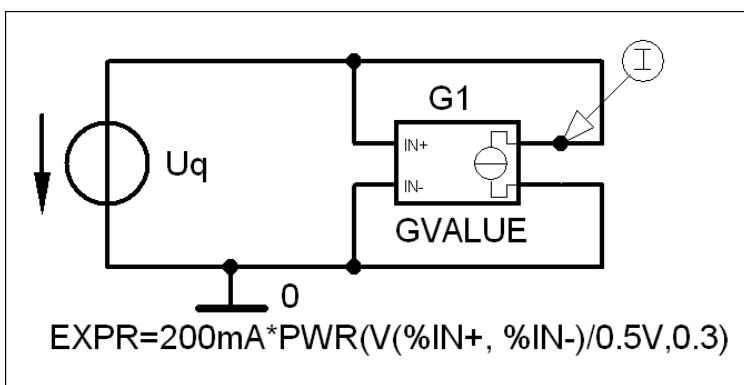 I
G1
IN+
Uq
IN-
GVALUE
0
EXPR=200mA*PWR(V(%IN+, %IN-)/0.5V,0.3)